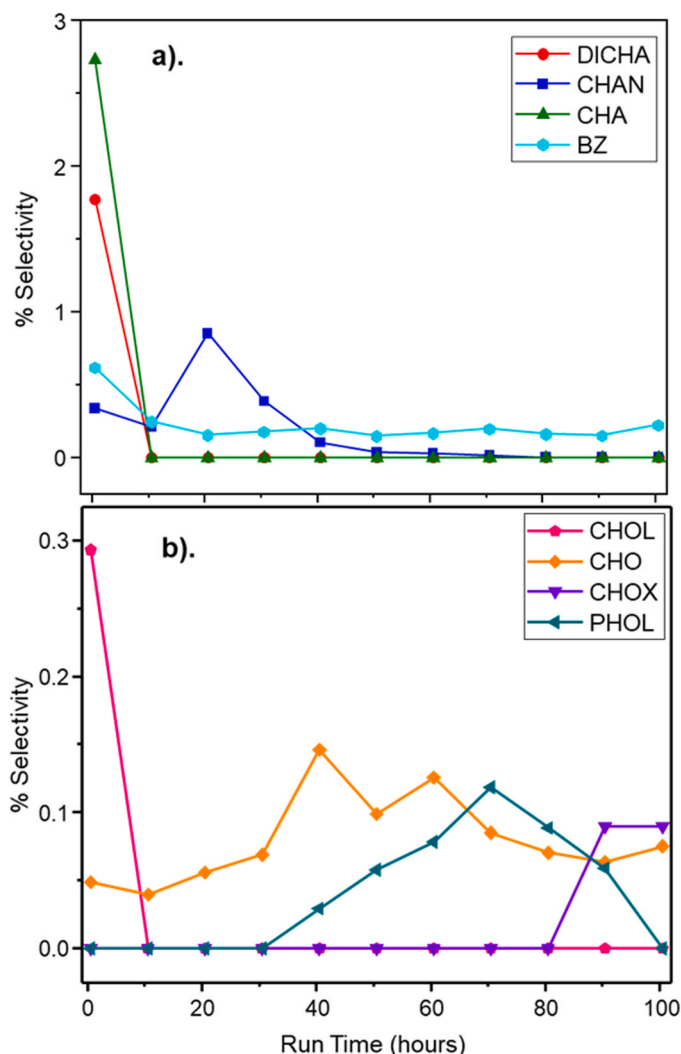 3
a).
DICHA
CHAN
CHA
BZ
2
% Selectivity
1
0
b).
CHOL
CHO
CHOX
PHOL
0.3
0.2
% Selectivity
0.1
0.0
0 20 40 60 80 100
Run Time (hours)